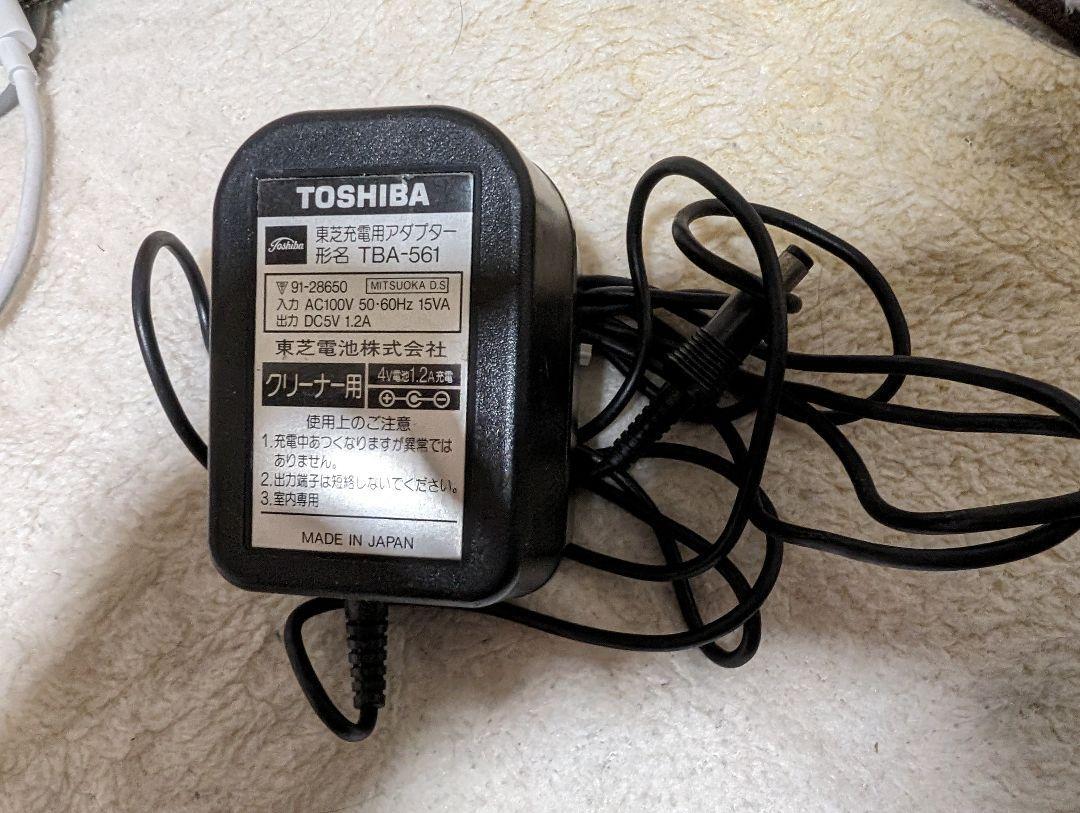 TOSHIBA
Toshiba
東芝充電用アダプター
形名 TBA-561
91-28650 MITSUOKA D.S
入力 AC100V 50・60Hz 15VA
出力 DC5V 1.2A
東芝電池株式会社
クリーナー用
4V電池1.2A充電
使用上のご注意
1.充電中あつくなりますが異常では
ありません。
2.出力端子は短絡しないでください。
3.室内専用
MADE IN JAPAN